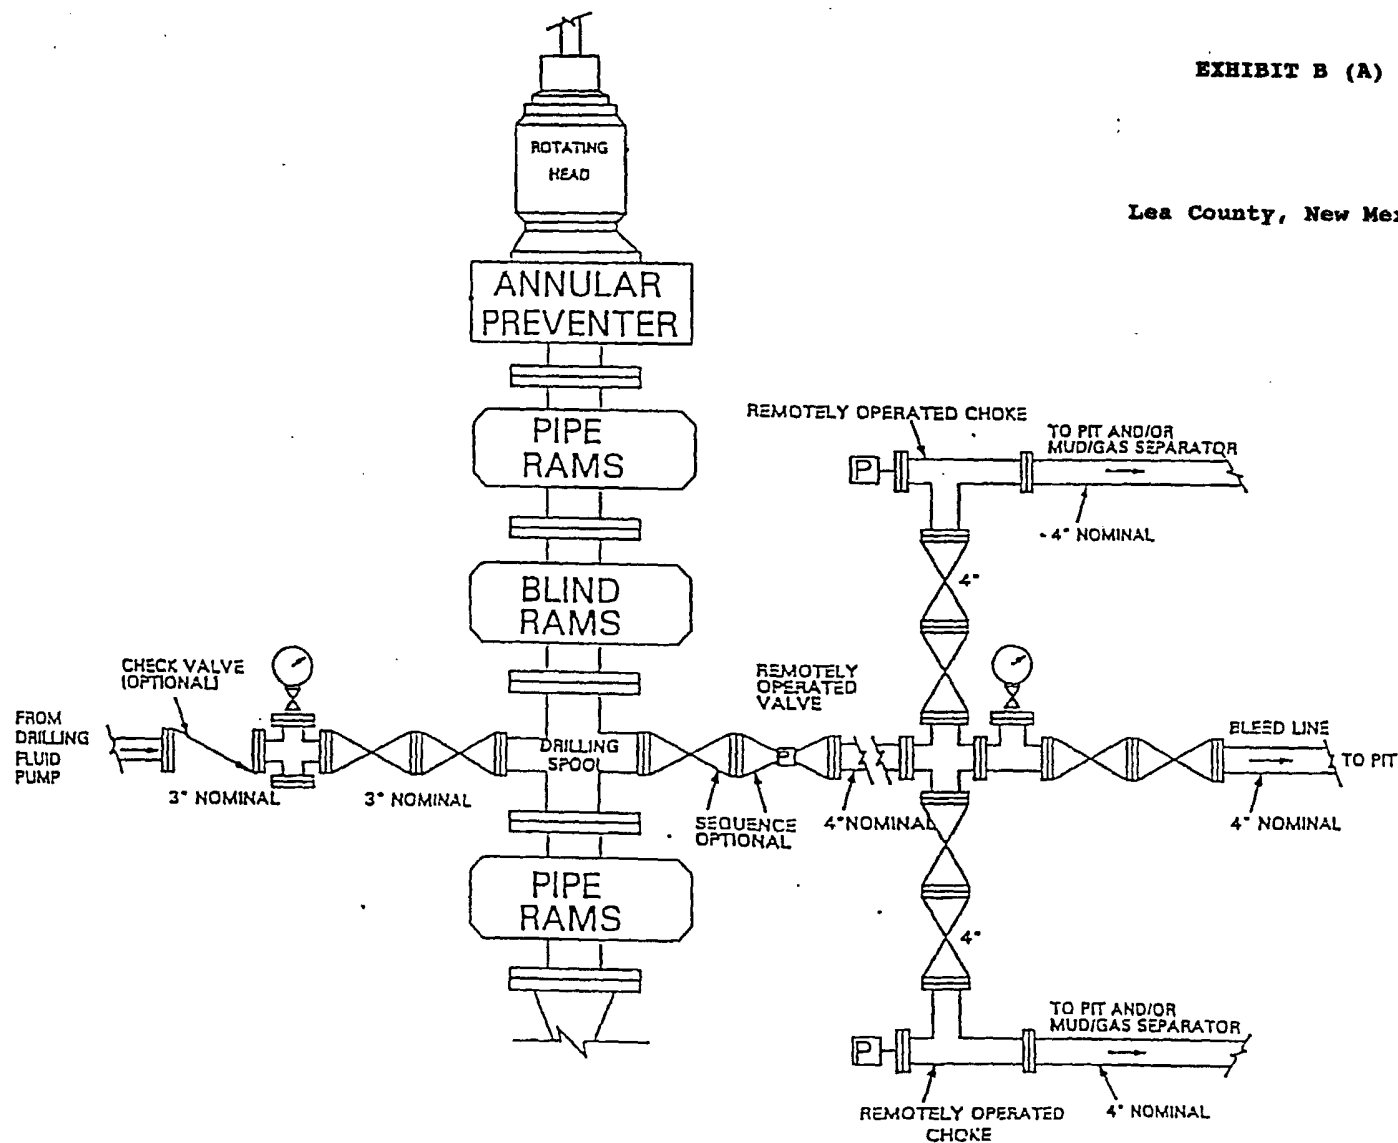 EXHIBIT B (A)
Lea County, New Mex
ROTATING
HEAD
ANNULAR
PREVENTER
PIPE
RAMS
BLIND
RAMS
REMOTELY OPERATED CHOKE
TO PIT AND/OR
MUD/GAS SEPARATOR
P
4" NOMINAL
4"
CHECK VALVE
(OPTIONAL)
FROM
DRILLING
FLUID
PUMP
3" NOMINAL
3" NOMINAL
DRILLING
SPOOL
REMOTELY
OPERATED
VALVE
P
SEQUENCE
OPTIONAL
4" NOMINAL
BLEED LINE
TO PIT
4" NOMINAL
PIPE
RAMS
4"
TO PIT AND/OR
MUD/GAS SEPARATOR
P
REMOTELY OPERATED
CHOKE
4" NOMINAL